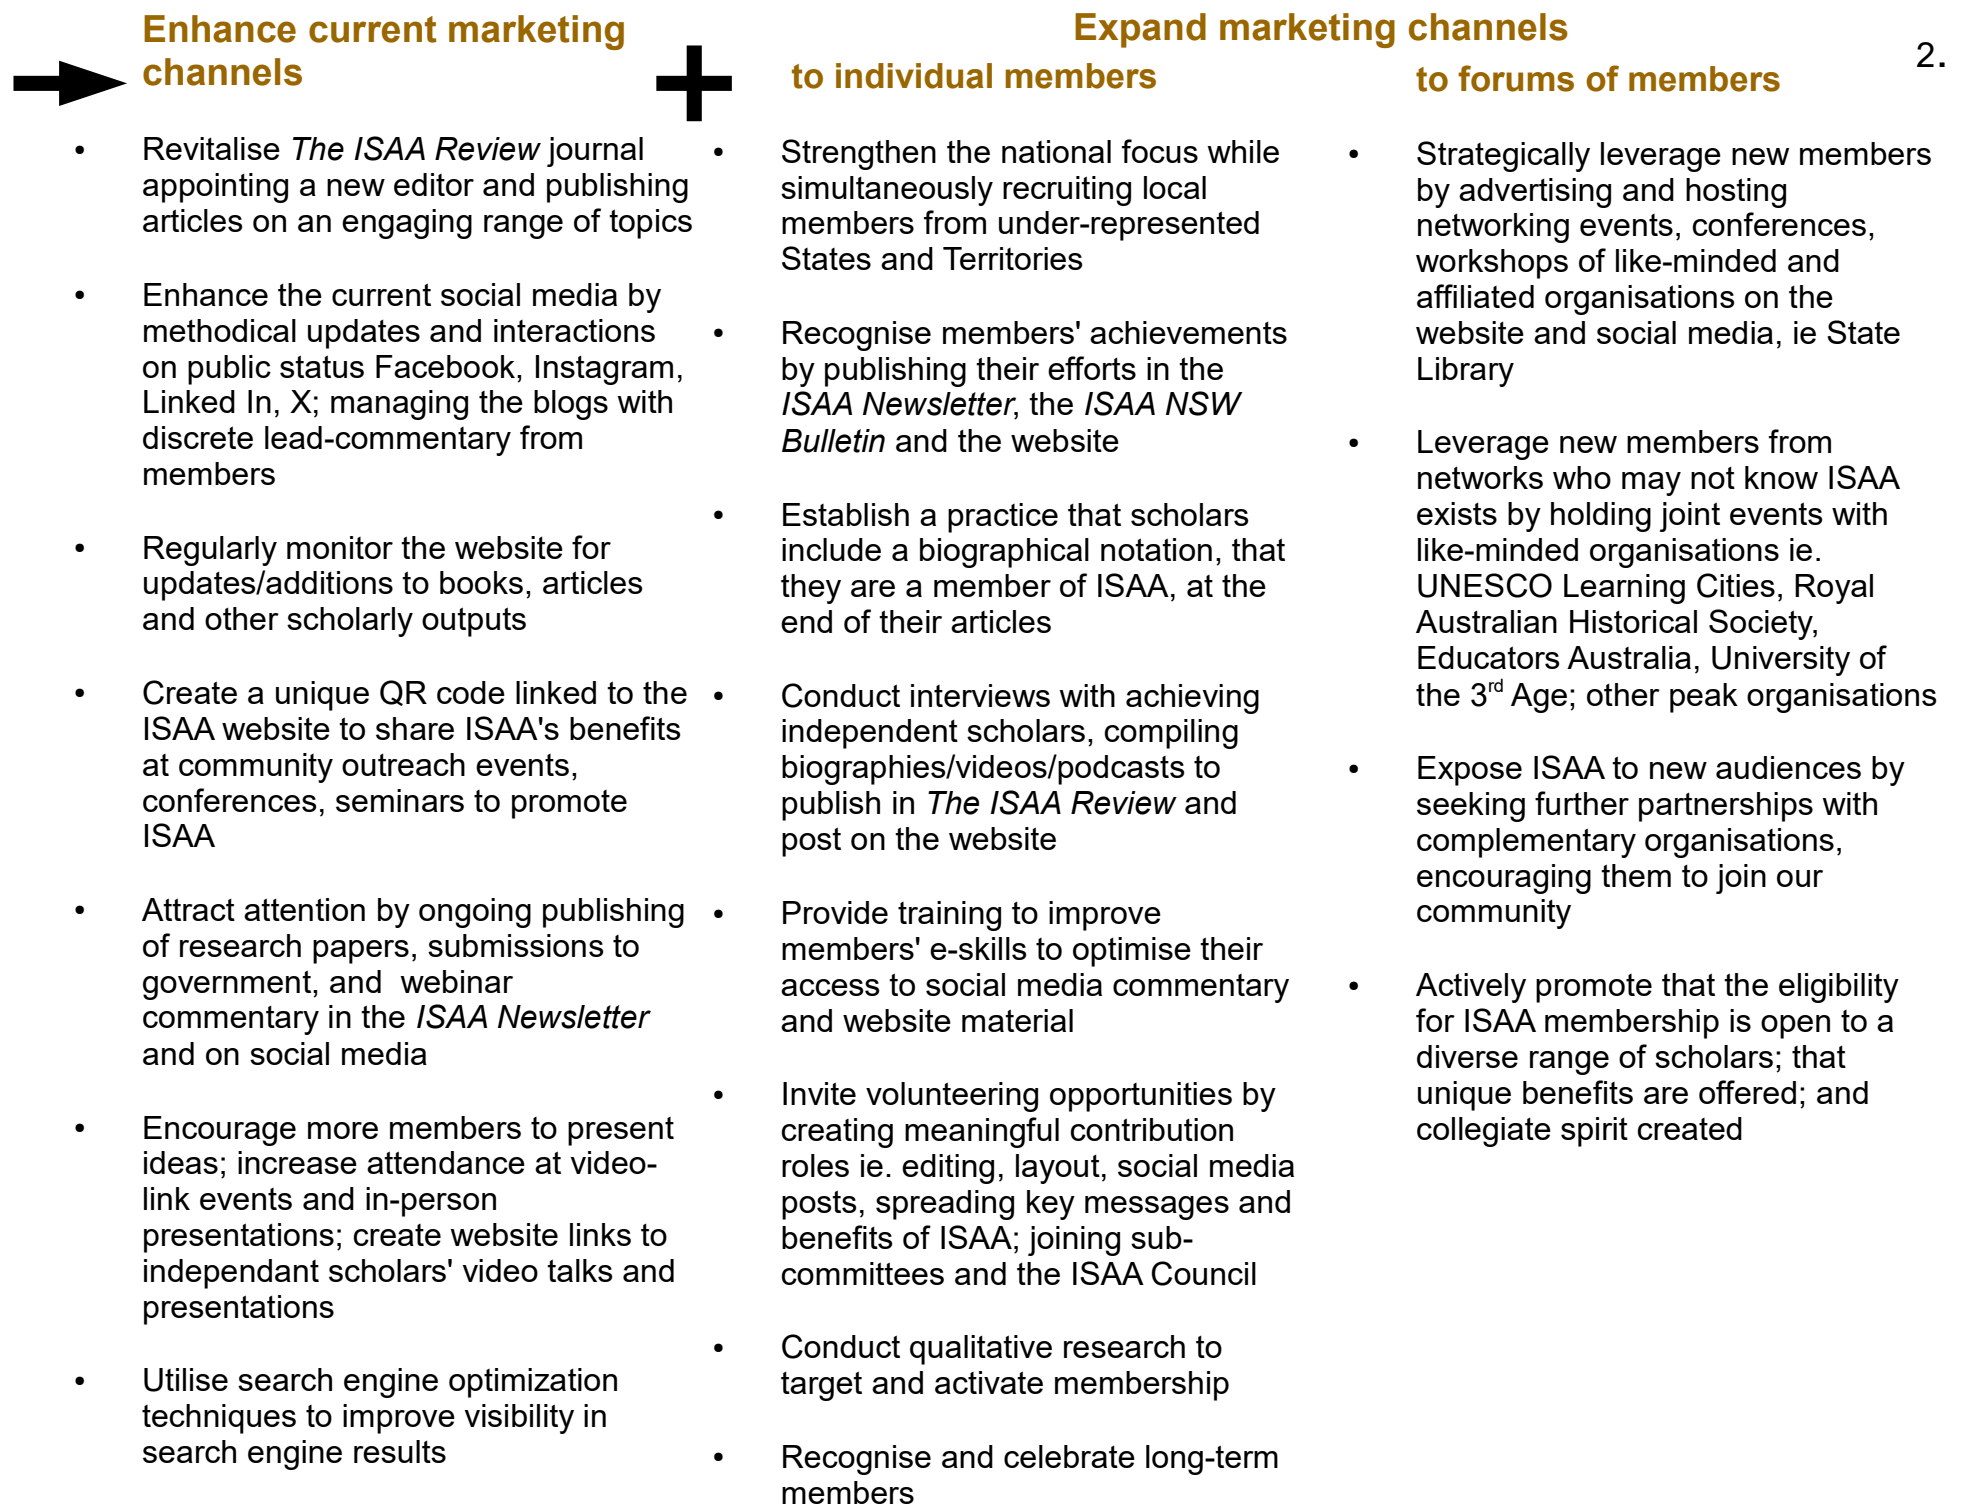 Enhance current marketing
channels
Expand marketing channels
2.
to individual members
to forums of members
• Revitalise The ISAA Review journal
appointing a new editor and publishing
articles on an engaging range of topics
• Enhance the current social media by
methodical updates and interactions
on public status Facebook, Instagram,
Linked In, X; managing the blogs with
discrete lead-commentary from
members
• Regularly monitor the website for
updates/additions to books, articles
and other scholarly outputs
• Create a unique QR code linked to the
ISAA website to share ISAA's benefits
at community outreach events,
conferences, seminars to promote
ISAA
• Attract attention by ongoing publishing
of research papers, submissions to
government, and  webinar
commentary in the ISAA Newsletter
and on social media
• Encourage more members to present
ideas; increase attendance at video-
link events and in-person
presentations; create website links to
independant scholars' video talks and
presentations
• Utilise search engine optimization
techniques to improve visibility in
search engine results
• Strengthen the national focus while
simultaneously recruiting local
members from under-represented
States and Territories
• Recognise members' achievements
by publishing their efforts in the
ISAA Newsletter, the ISAA NSW
Bulletin and the website
• Establish a practice that scholars
include a biographical notation, that
they are a member of ISAA, at the
end of their articles
• Conduct interviews with achieving
independent scholars, compiling
biographies/videos/podcasts to
publish in The ISAA Review and
post on the website
• Provide training to improve
members' e-skills to optimise their
access to social media commentary
and website material
• Invite volunteering opportunities by
creating meaningful contribution
roles ie. editing, layout, social media
posts, spreading key messages and
benefits of ISAA; joining sub-
committees and the ISAA Council
• Conduct qualitative research to
target and activate membership
• Recognise and celebrate long-term
members
• Strategically leverage new members
by advertising and hosting
networking events, conferences,
workshops of like-minded and
affiliated organisations on the
website and social media, ie State
Library
• Leverage new members from
networks who may not know ISAA
exists by holding joint events with
like-minded organisations ie.
UNESCO Learning Cities, Royal
Australian Historical Society,
Educators Australia, University of
the 3rd Age; other peak organisations
• Expose ISAA to new audiences by
seeking further partnerships with
complementary organisations,
encouraging them to join our
community
• Actively promote that the eligibility
for ISAA membership is open to a
diverse range of scholars; that
unique benefits are offered; and
collegiate spirit created